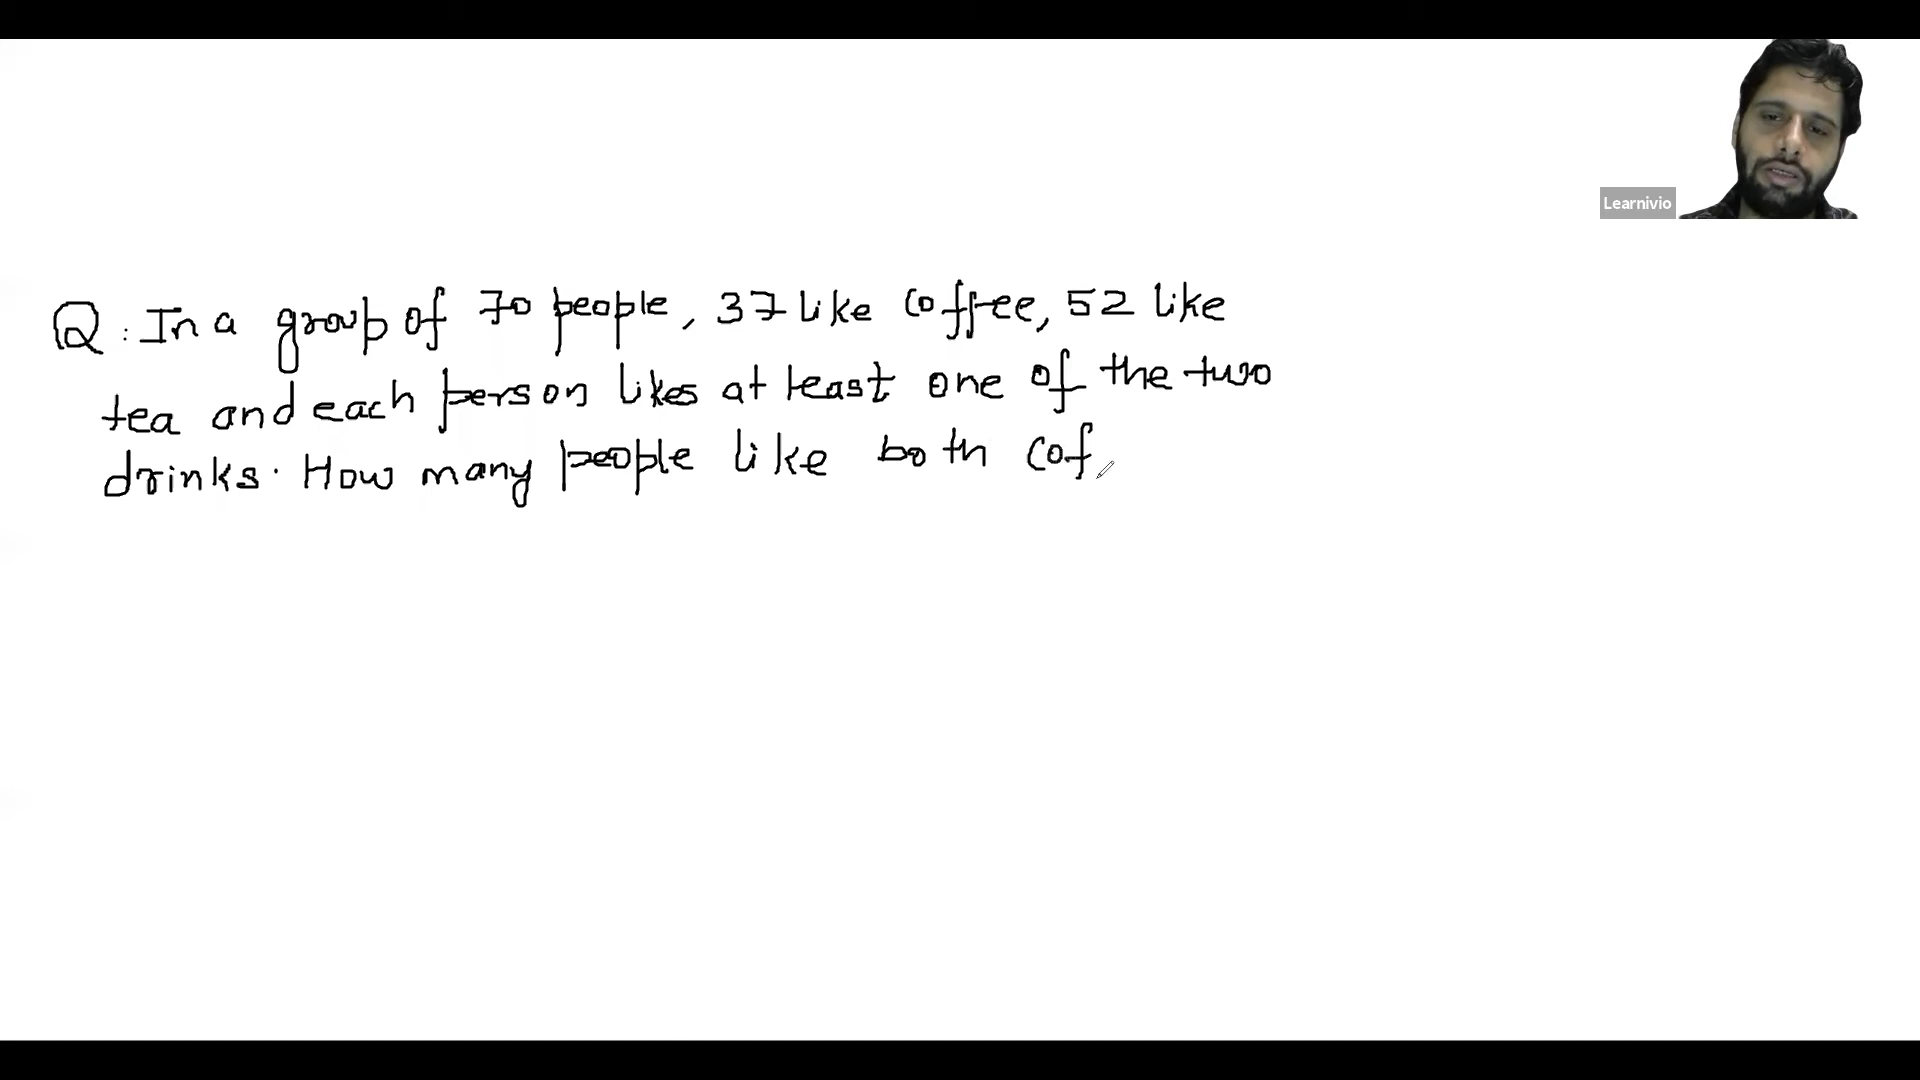 Learnivio
Q: In a group of 70 people, 37 like coffee, 52 like
tea and each person likes at least one of the two
drinks. How many people like both cof